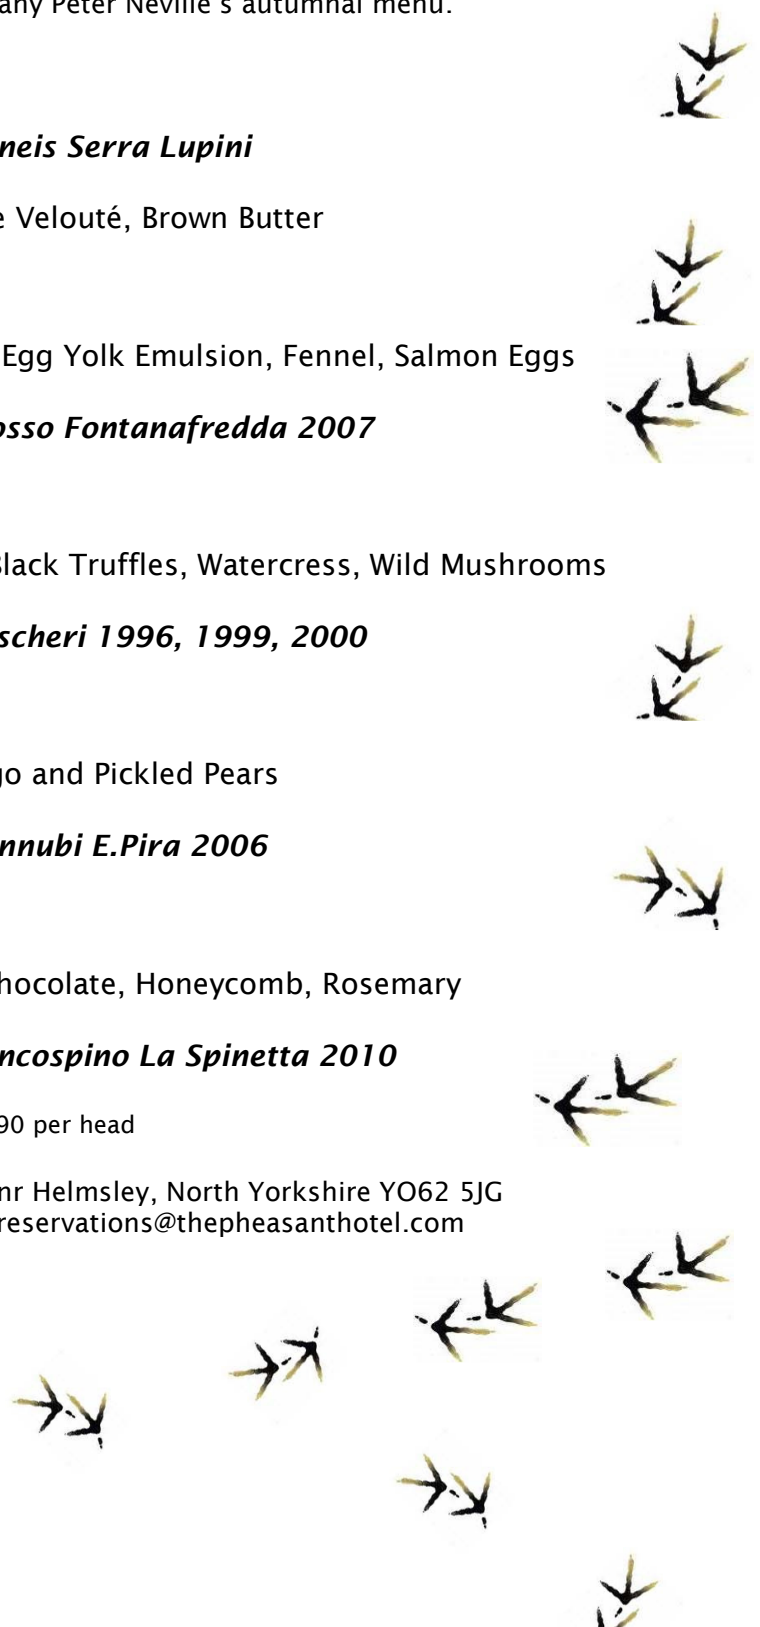 any Peter Neville's autumnal menu.
neis Serra Lupini
e Velouté, Brown Butter
Egg Yolk Emulsion, Fennel, Salmon Eggs
osso Fontanafredda 2007
Black Truffles, Watercress, Wild Mushrooms
scheri 1996, 1999, 2000
go and Pickled Pears
nnubi E.Pira 2006
hocolate, Honeycomb, Rosemary
ncospino La Spinetta 2010
90 per head
nr Helmsley, North Yorkshire YO62 5JG
reservations@thepheasanthotel.com